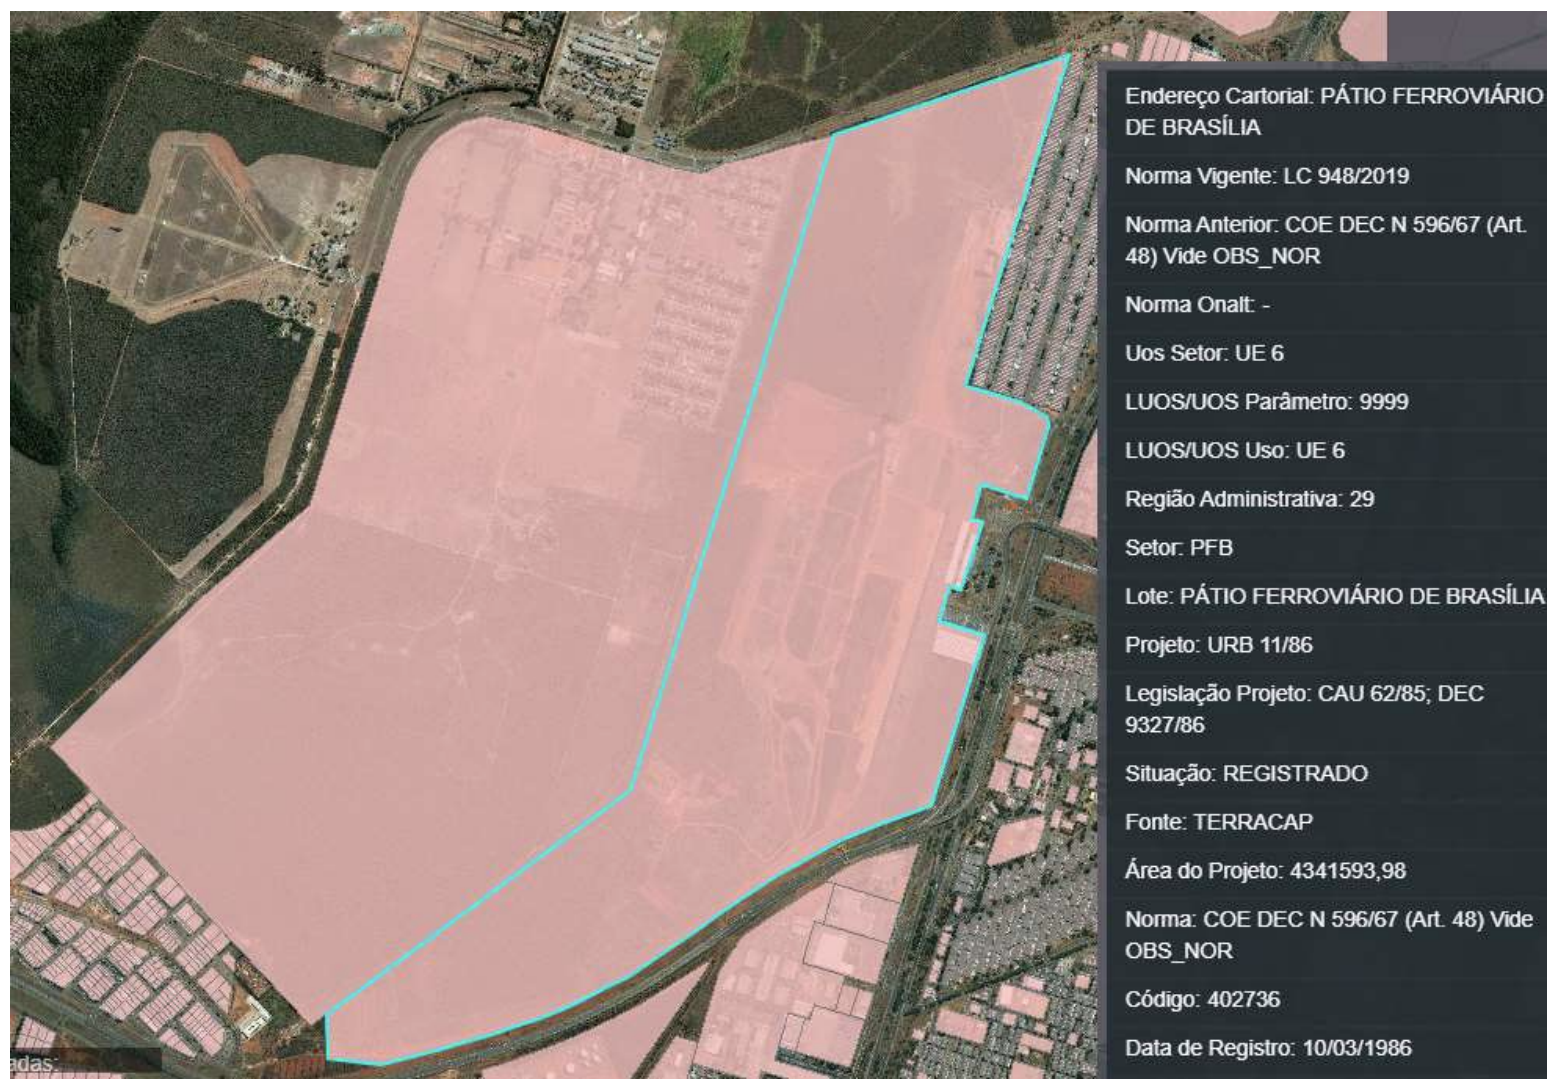 Endereço Cartorial: PÁTIO FERROVIÁRIO
DE BRASÍLIA
Norma Vigente: LC 948/2019
Norma Anterior: COE DEC N 596/67 (Art.
48) Vide OBS_NOR
Norma Onalt: -
Uos Setor: UE 6
LUOS/UOS Parâmetro: 9999
LUOS/UOS Uso: UE 6
Região Administrativa: 29
Setor: PFB
Lote: PÁTIO FERROVIÁRIO DE BRASÍLIA
Projeto: URB 11/86
Legislação Projeto: CAU 62/85; DEC
9327/86
Situação: REGISTRADO
Fonte: TERRACAP
Área do Projeto: 4341593,98
Norma: COE DEC N 596/67 (Art. 48) Vide
OBS_NOR
Código: 402736
Data de Registro: 10/03/1986
adas: